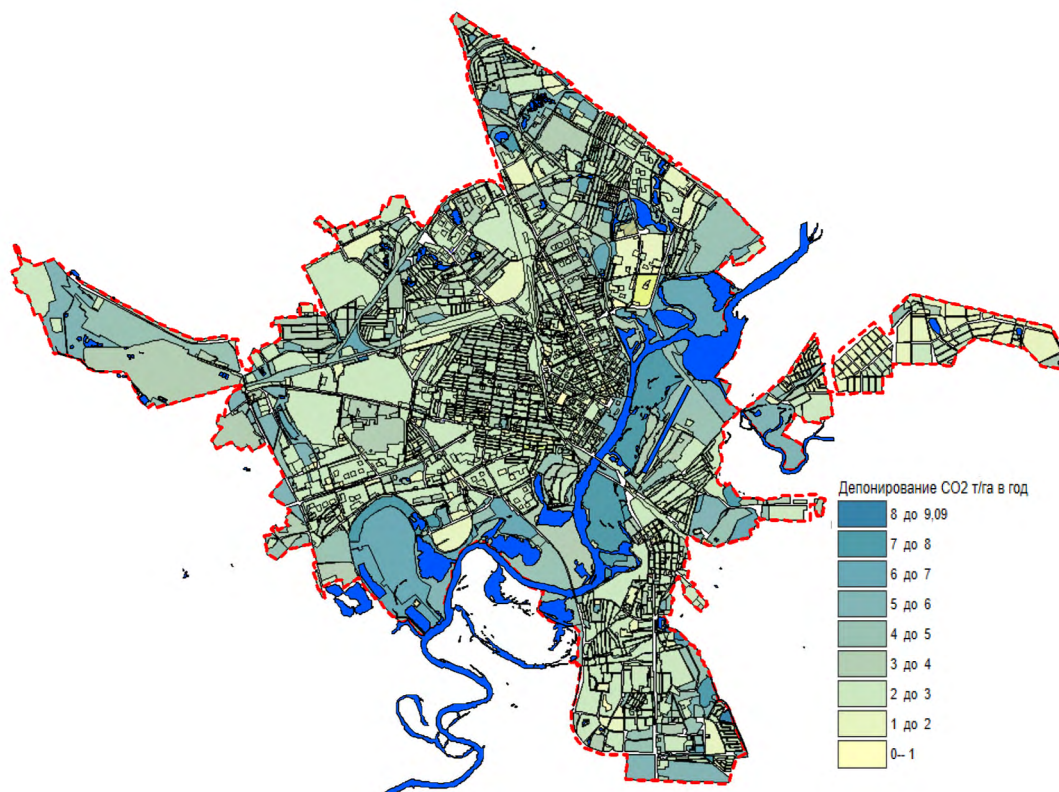 Депонирование СО2 т/га в год
8 до 9,09
7 до 8
6 до 7
5 до 6
4 до 5
3 до 4
2 до 3
1 до 2
0-- 1